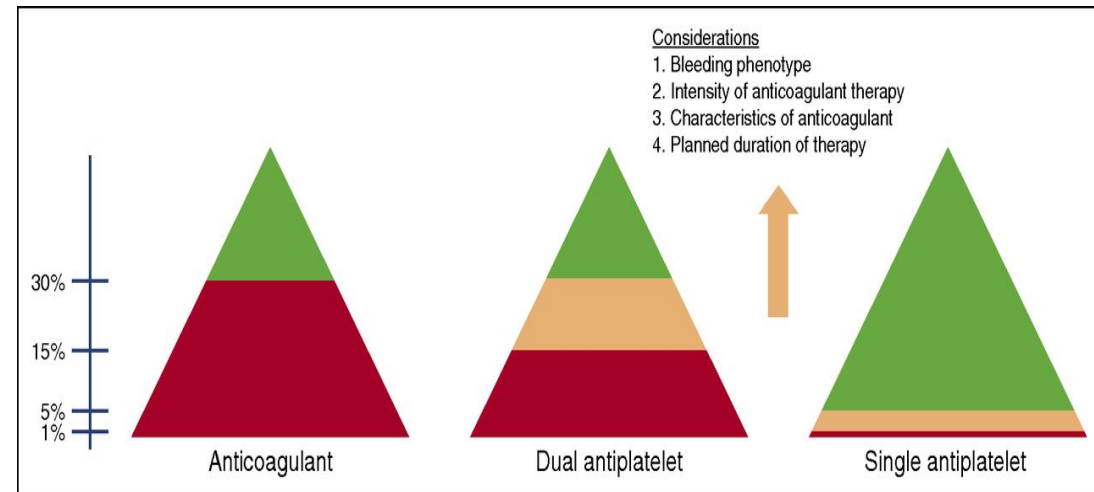 Considerations
1. Bleeding phenotype
2. Intensity of anticoagulant therapy
3. Characteristics of anticoagulant
4. Planned duration of therapy
30%
15%
5%
1%
Anticoagulant
Dual antiplatelet
Single antiplatelet